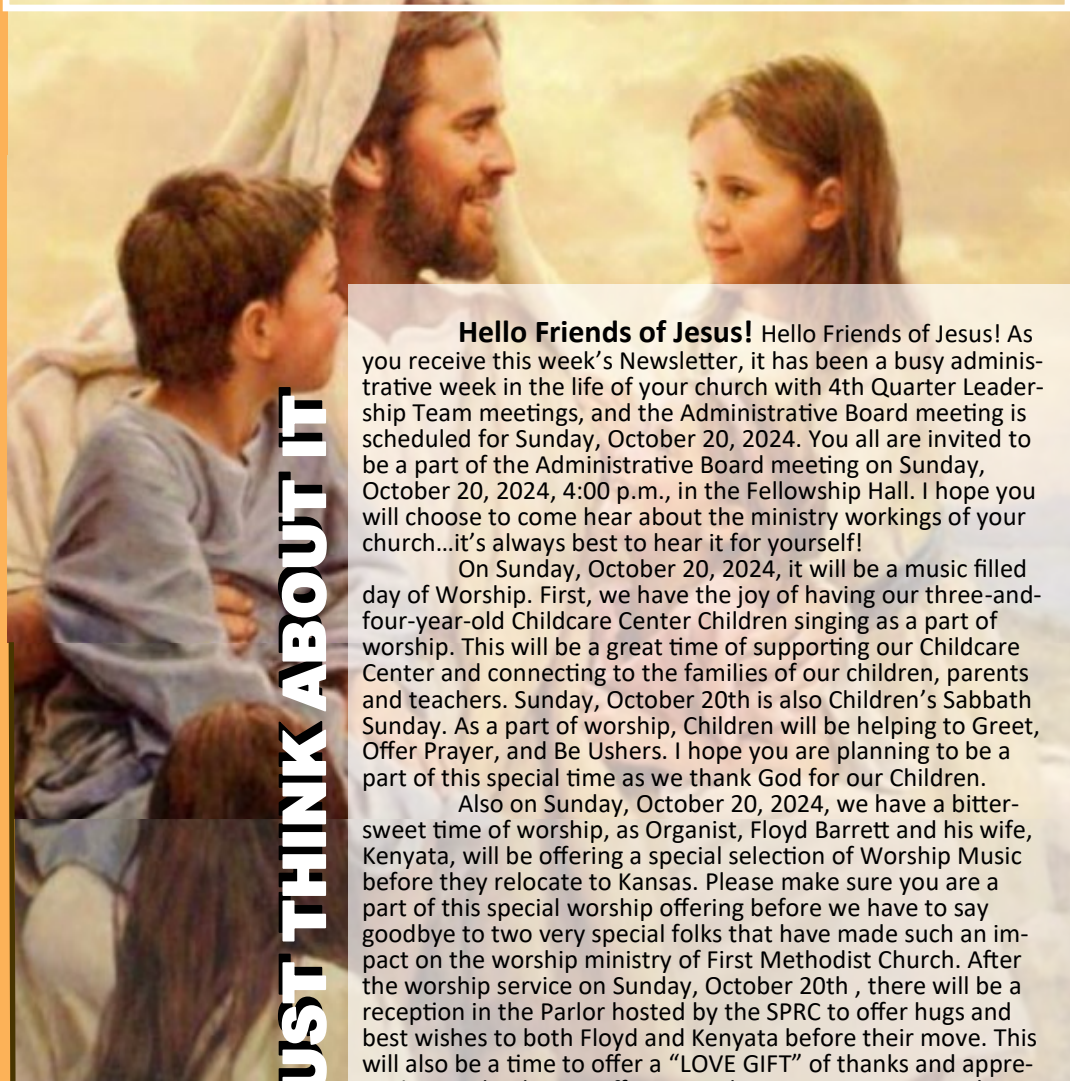 Hello Friends of Jesus! Hello Friends of Jesus! As
you receive this week's Newsletter, it has been a busy adminis-
trative week in the life of your church with 4th Quarter Leader-
ship Team meetings, and the Administrative Board meeting is
scheduled for Sunday, October 20, 2024. You all are invited to
be a part of the Administrative Board meeting on Sunday,
October 20, 2024, 4:00 p.m., in the Fellowship Hall. I hope you
will choose to come hear about the ministry workings of your
church…it's always best to hear it for yourself!
On Sunday, October 20, 2024, it will be a music filled
day of Worship. First, we have the joy of having our three-and-
four-year-old Childcare Center Children singing as a part of
worship. This will be a great time of supporting our Childcare
Center and connecting to the families of our children, parents
and teachers. Sunday, October 20th is also Children's Sabbath
Sunday. As a part of worship, Children will be helping to Greet,
Offer Prayer, and Be Ushers. I hope you are planning to be a
part of this special time as we thank God for our Children.
Also on Sunday, October 20, 2024, we have a bitter-
sweet time of worship, as Organist, Floyd Barrett and his wife,
Kenyata, will be offering a special selection of Worship Music
before they relocate to Kansas. Please make sure you are a
part of this special worship offering before we have to say
goodbye to two very special folks that have made such an im-
pact on the worship ministry of First Methodist Church. After
the worship service on Sunday, October 20th , there will be a
reception in the Parlor hosted by the SPRC to offer hugs and
best wishes to both Floyd and Kenyata before their move. This
will also be a time to offer a "LOVE GIFT" of thanks and appre-
UST THINK ABOUT IT